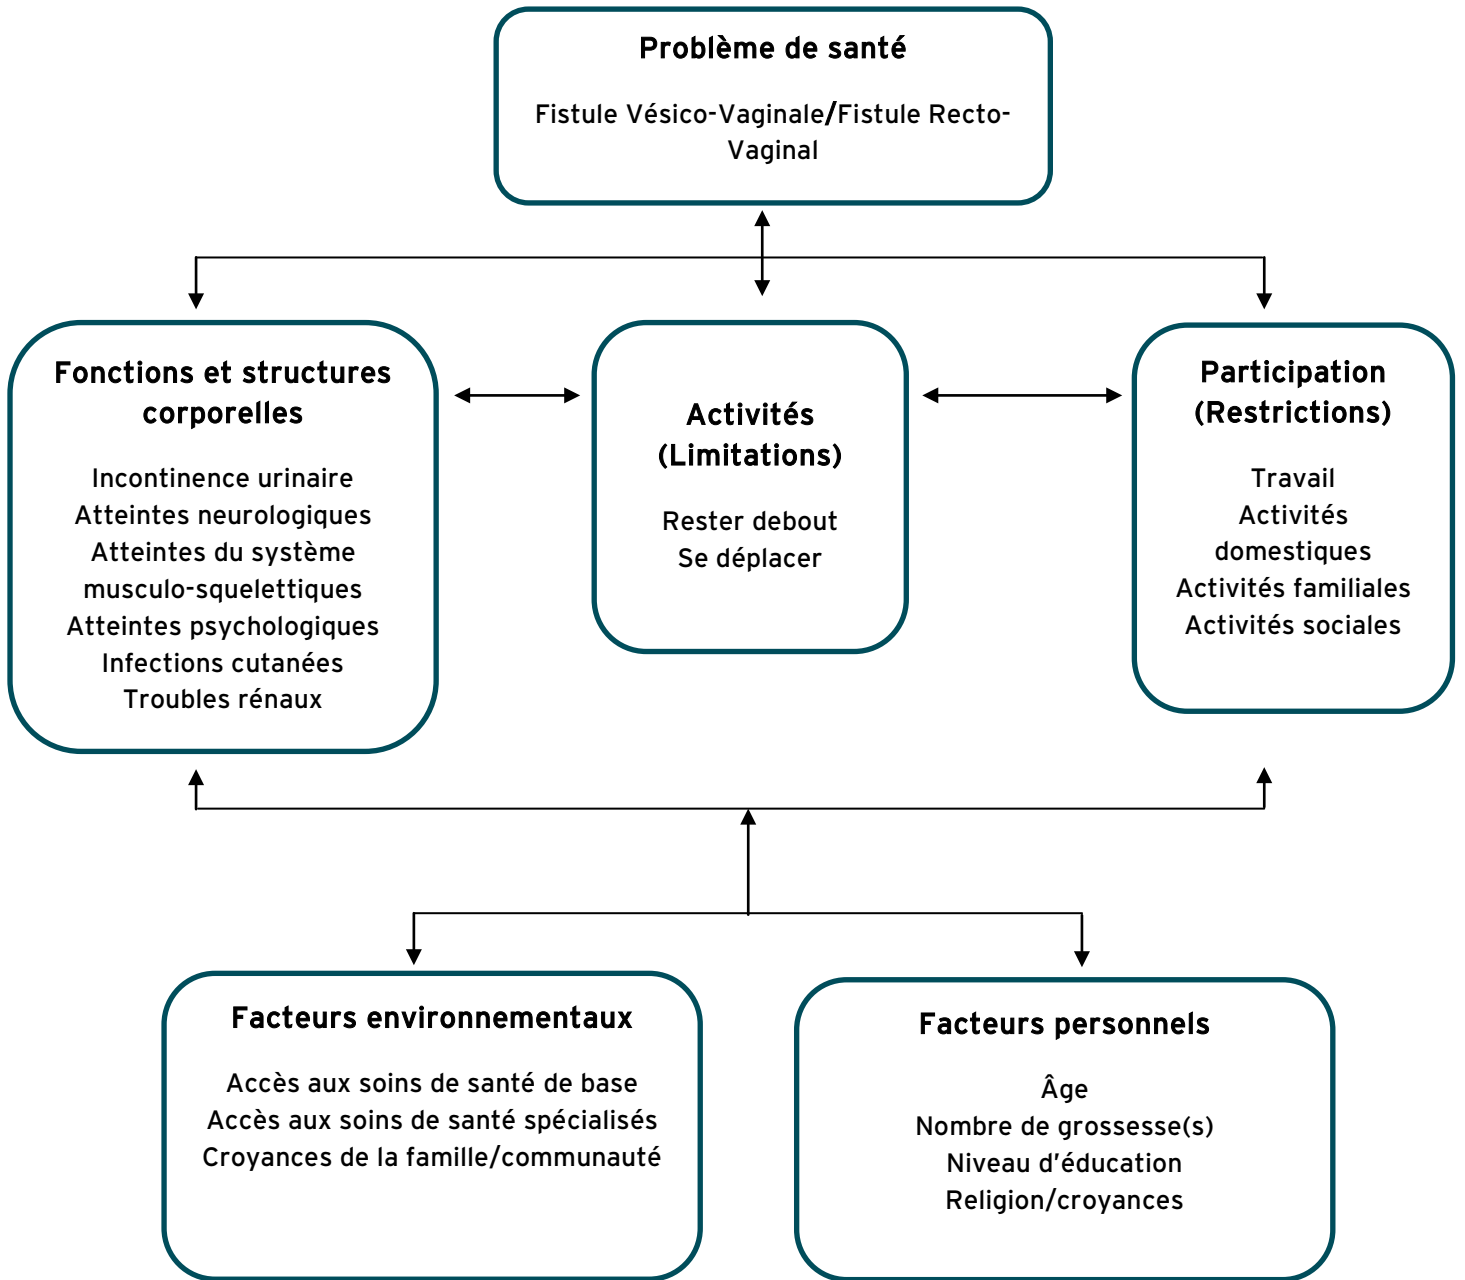 Problème de santé
Fistule Vésico-Vaginale/Fistule Recto-
Vaginal
Fonctions et structures
corporelles
Incontinence urinaire
Atteintes neurologiques
Atteintes du système
musculo-squelettiques
Atteintes psychologiques
Infections cutanées
Troubles rénaux
Activités
(Limitations)
Rester debout
Se déplacer
Participation
(Restrictions)
Travail
Activités
domestiques
Activités familiales
Activités sociales
Facteurs environnementaux
Accès aux soins de santé de base
Accès aux soins de santé spécialisés
Croyances de la famille/communauté
Facteurs personnels
Âge
Nombre de grossesse(s)
Niveau d'éducation
Religion/croyances